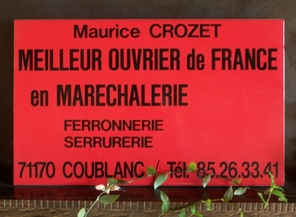 Maurice CROZET
MEILLEUR OUVRIER de FRANCE
en MARECHALERIE
FERRONNERIE
SERRURERIE
71170 COUBLANC / Tél. 85.26.33.41